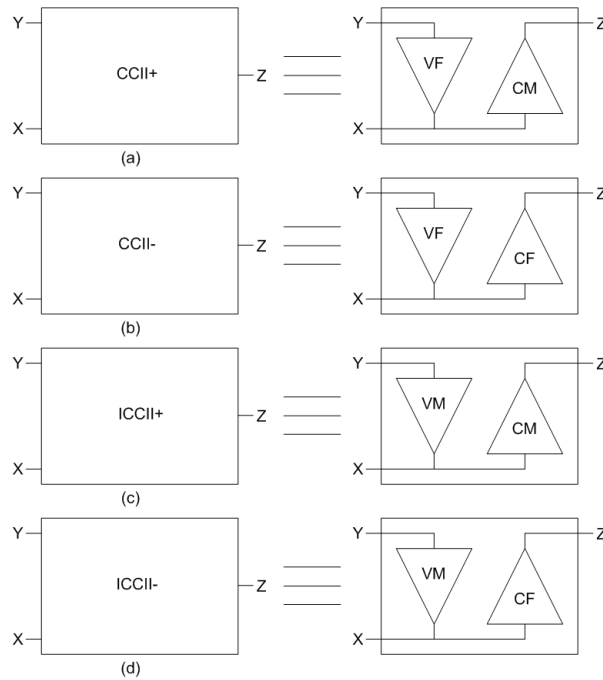 Y
CCII+
X
Z
(a)
Y
VF
CM
X
Z
Y
CCII-
X
Z
(b)
Y
VF
CF
X
Z
Y
ICCII+
X
Z
(c)
Y
VM
CM
X
Z
Y
ICCII-
X
Z
(d)
Y
VM
CF
X
Z